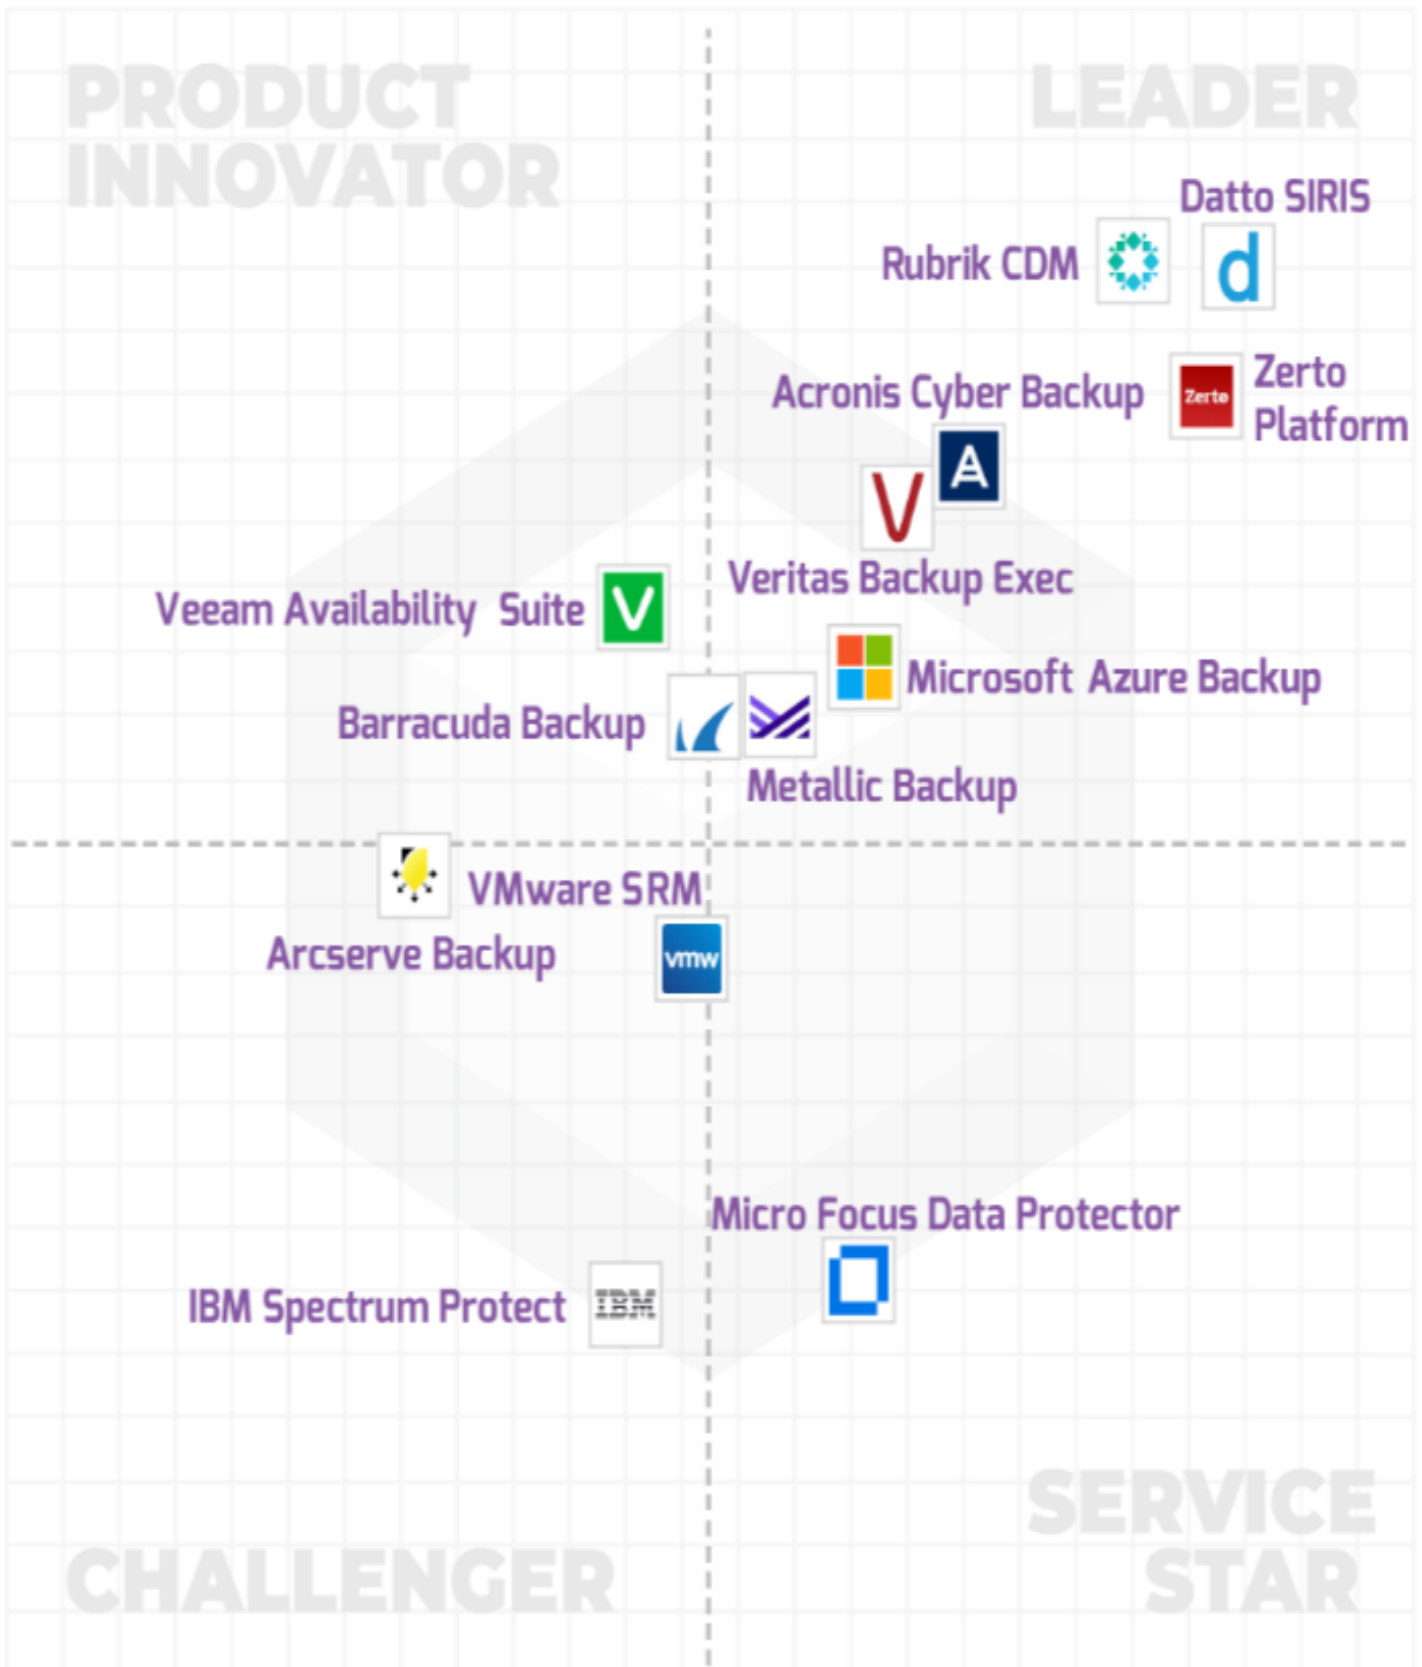 PRODUCT
INNOVATOR
LEADER
Datto SIRIS
Rubrik CDM
d
Acronis Cyber Backup
Zerto
Zerto
Platform
A
V
Veritas Backup Exec
Veeam Availability Suite
V
Microsoft Azure Backup
Barracuda Backup
Metallic Backup
VMware SRM
Arcserve Backup
vmw
Micro Focus Data Protector
IBM Spectrum Protect
IBM
SERVICE
STAR
CHALLENGER